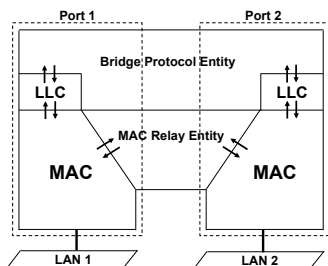 Port 1 Port 2
Bridge Protocol Entity
LLC LLC
MAC Relay Entity
MAC MAC
LAN 1 LAN 2